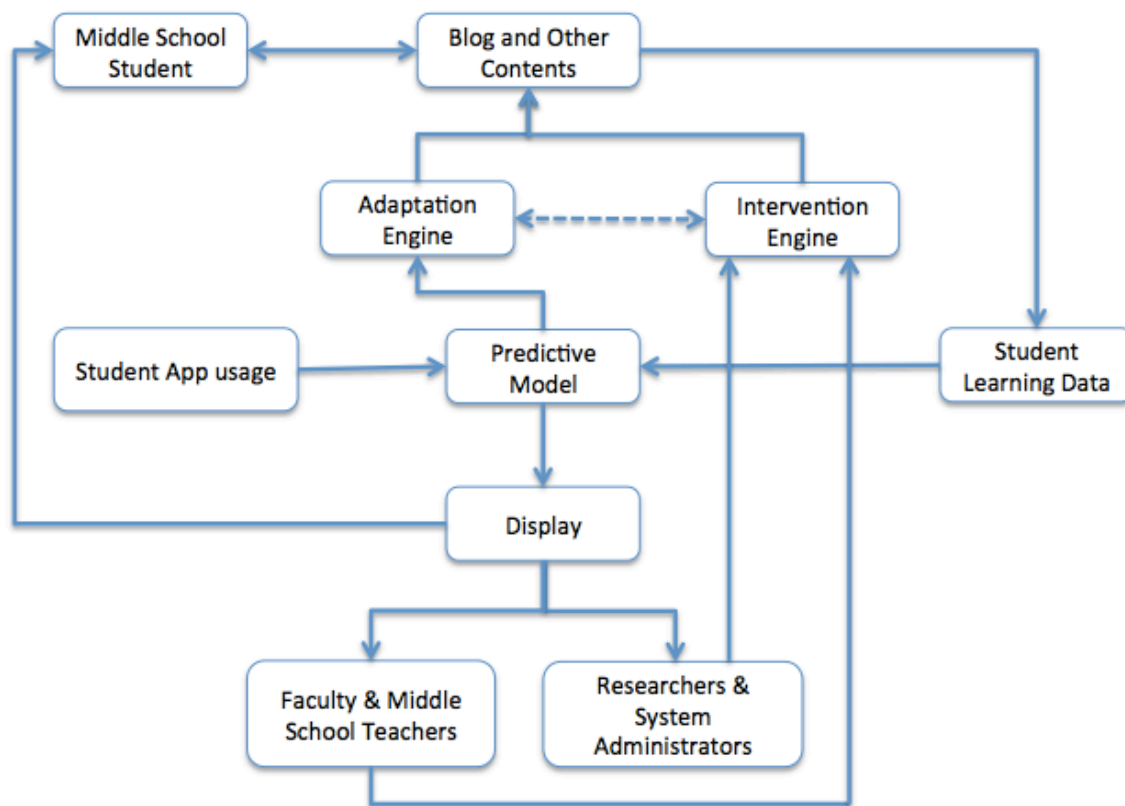 Middle School
Student
Blog and Other
Contents
Adaptation
Engine
Intervention
Engine
Student App usage
Predictive
Model
Student
Learning Data
Display
Faculty & Middle
School Teachers
Researchers &
System
Administrators